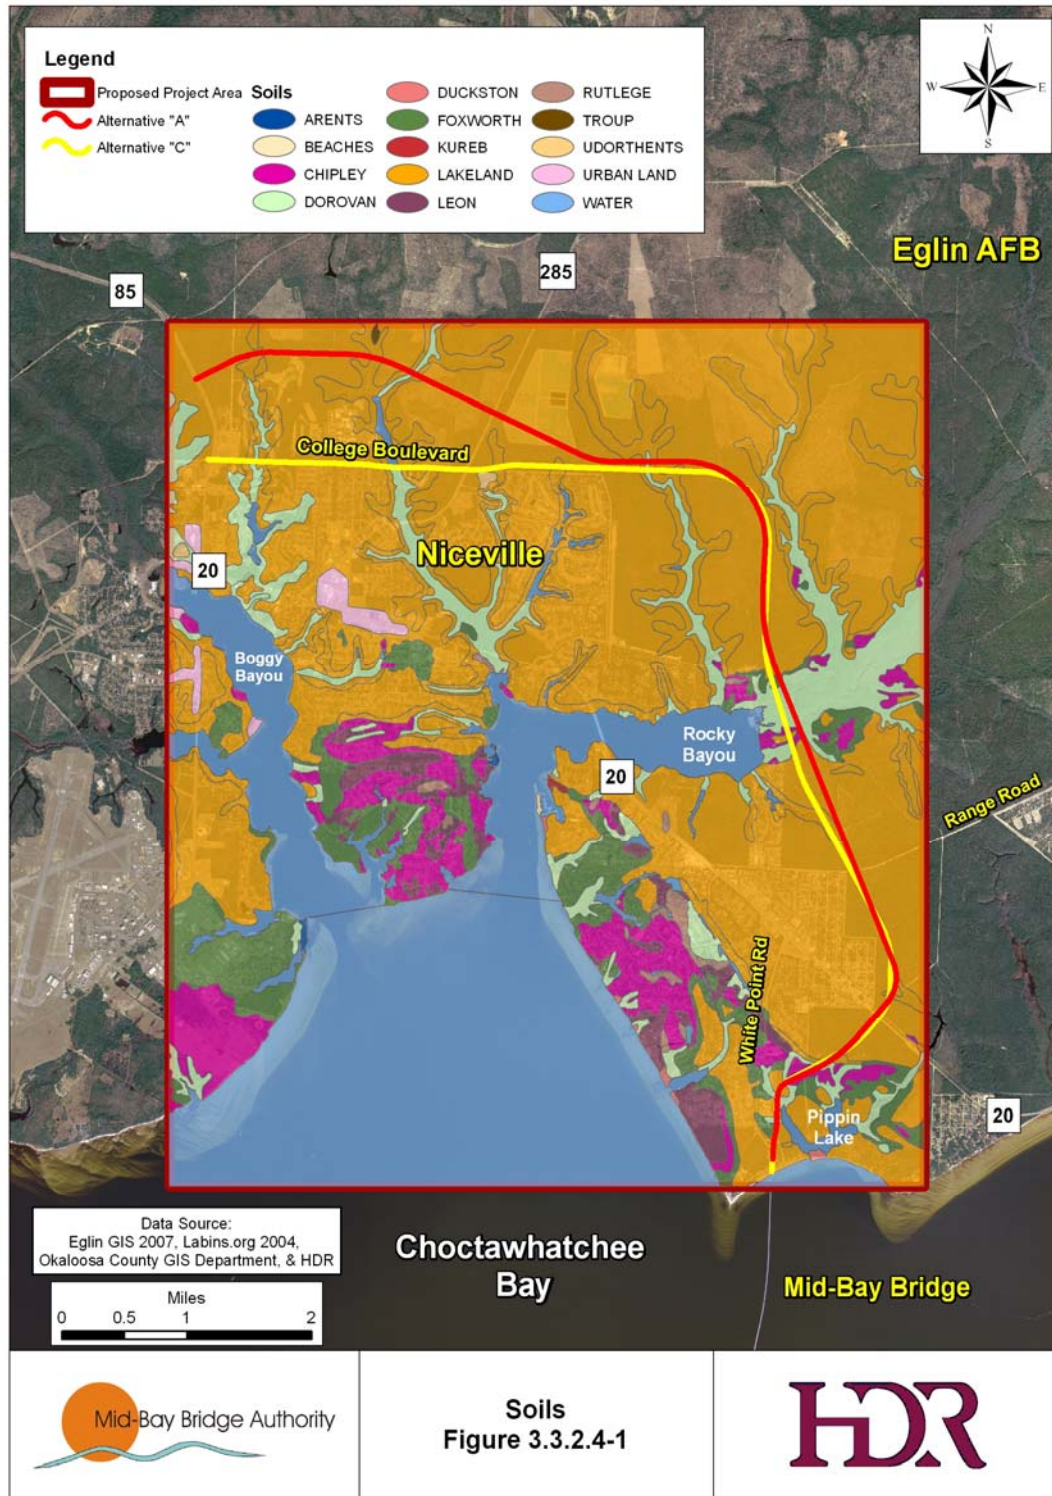 Legend
Proposed Project Area
Alternative "A"
Alternative "C"
Soils
ARENTS
BEACHES
CHIPLEY
DOROVAN
DUCKSTON
FOXWORTH
KUREB
LAKELAND
LEON
RUTLEGE
TROUP
UDORTHENTS
URBAN LAND
WATER
N
W
E
S
Eglin AFB
85
285
College Boulevard
Niceville
20
Boggy
Bayou
Rocky
Bayou
20
Range Road
White Point Rd
Pippin
Lake
20
Data Source:
Eglin GIS 2007, Labins.org 2004,
Okaloosa County GIS Department, & HDR
Miles
0 0.5 1 2
Choctawhatchee
Bay
Mid-Bay Bridge
Mid-Bay Bridge Authority
Soils
Figure 3.3.2.4-1
HDR